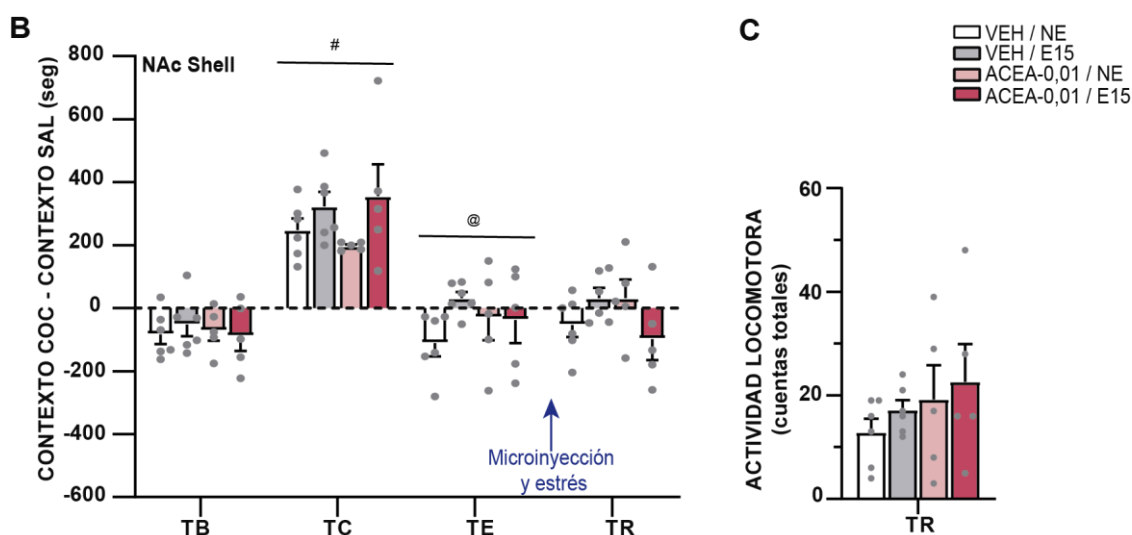 B
NAc Shell
CONTEXTO COC - CONTEXTO SAL (seg)
800
600
400
200
0
-200
-400
-600
#
@
Microinyección
y estrés
TB
TC
TE
TR
C
VEH / NE
VEH / E15
ACEA-0,01 / NE
ACEA-0,01 / E15
ACTIVIDAD LOCOMOTORA
(cuentas totales)
60
40
20
0
TR